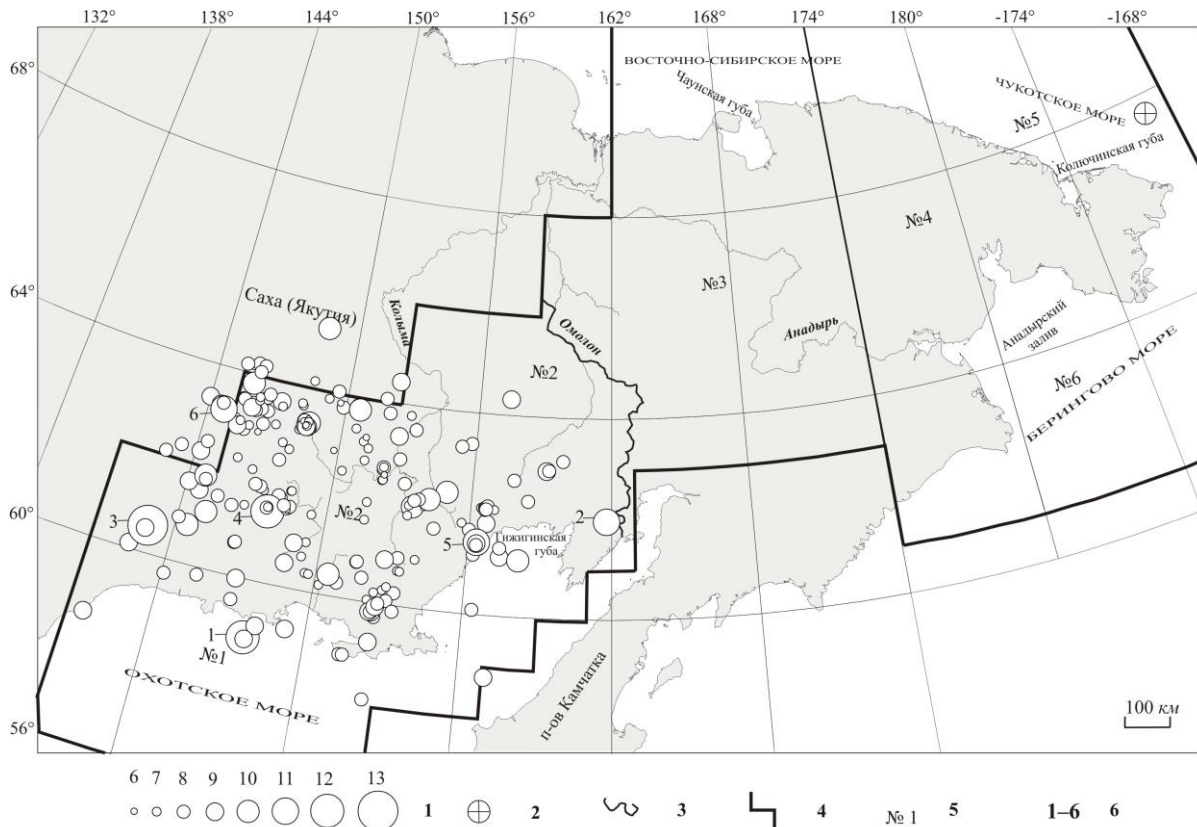 132° 138° 144° 150° 156° 162° 168° 174° 180° -174° -168°
68°
ВОСТОЧНО-СИБИРСКОЕ МОРЕ
Чаунская губа
ЧУКОТСКОЕ МОРЕ
№5
Колючинская губа
№4
64°
Саха (Якутия)
Колыма
Омолон
№3
Анадырь
Анадырский
залив
№2
№6
БЕРИНГОВО МОРЕ
6
60°
3
4
№2
5
Гижигинская
губа
2
1
№1
ОХОТСКОЕ МОРЕ
п-ов Камчатка
56°
100 км
6 7 8 9 10 11 12 13
1 2 3 4 № 1 5 1–6 6